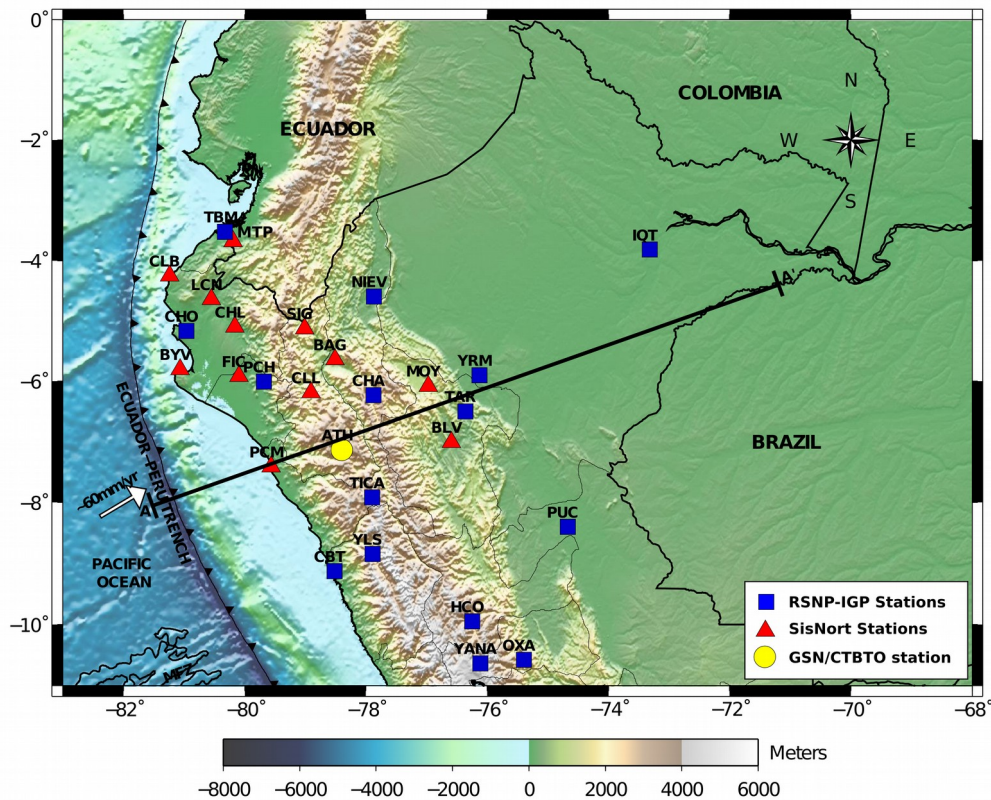 0°
−2°
−4°
−6°
−8°
−10°
COLOMBIA
ECUADOR
N
W
E
S
TBMA
MTP
IOT
CLB
LCN
NIEV
A'
CHO
CHL
SIG
BYV
FIC
PCH
BAG
CLL
CHA
MOY
YRM
TAR
BLV
ATH
PCM
BRAZIL
ECUADOR-PERU TRENCH
~60mm/yr
A
TICA
PUC
YLS
CBT
PACIFIC
OCEAN
HCO
YANA
OXA
MFZ
RSNP-IGP Stations
SisNort Stations
GSN/CTBTO station
−82
−80
−78
−76
−74
−72
−70
−68°
Meters
−8000
−6000
−4000
−2000
0
2000
4000
6000